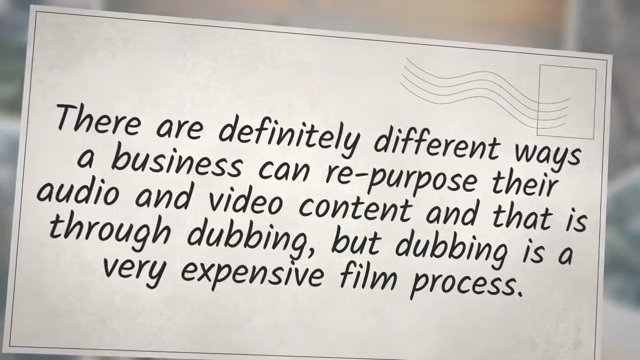 There are definitely different ways
a business can re-purpose their
audio and video content and that is
through dubbing, but dubbing is a
very expensive film process.